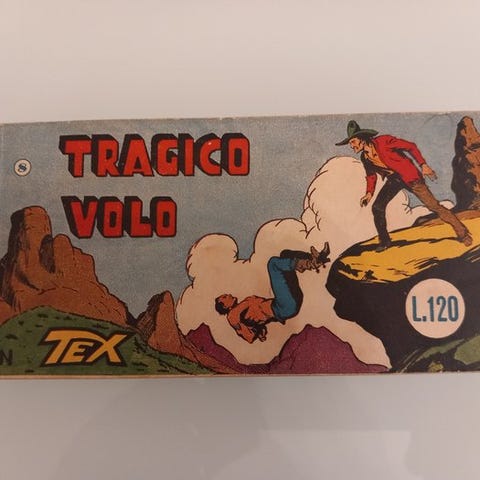 8
TRAGICO
VOLO
L.120
N
TEX